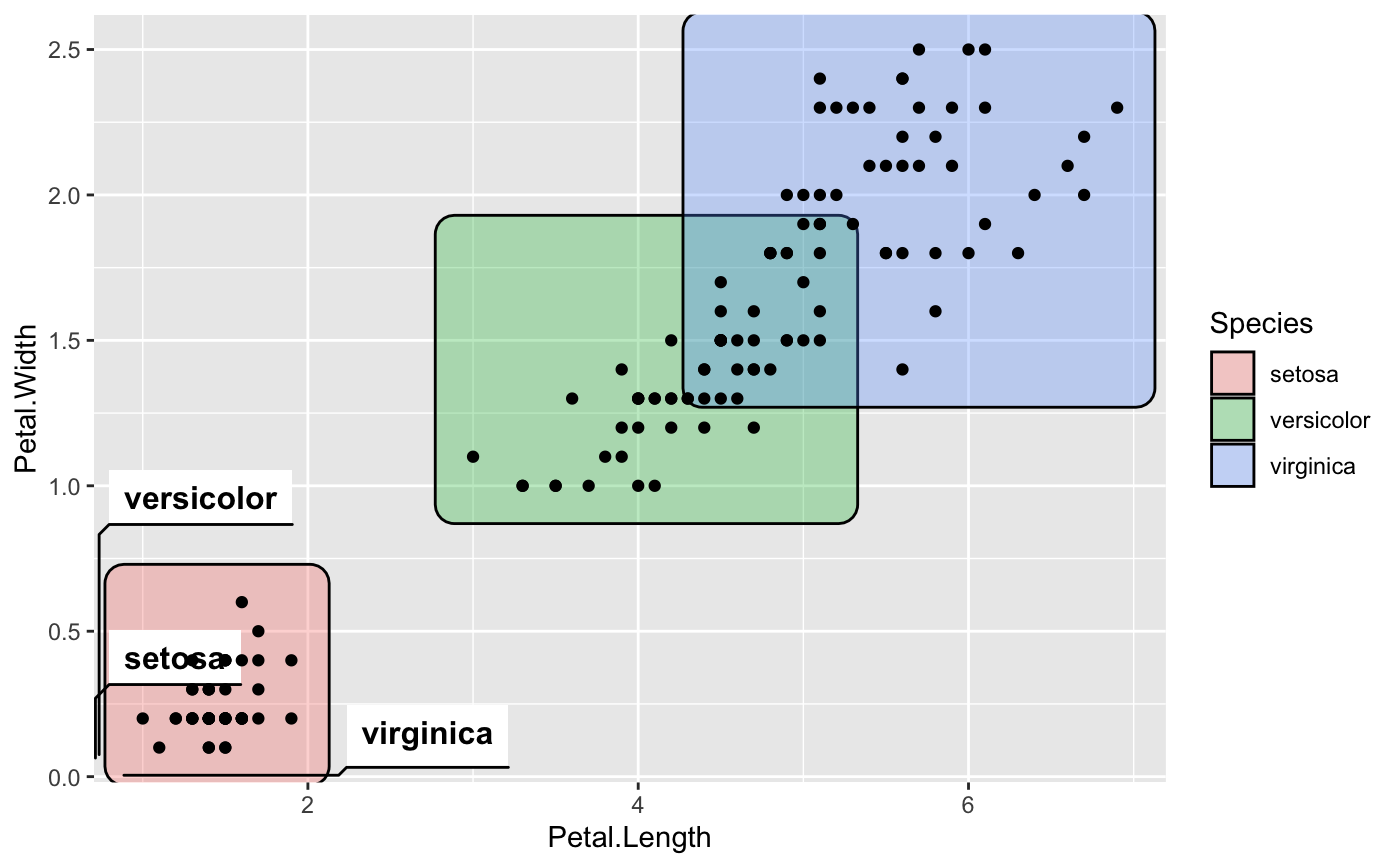 2.5
2.0
1.5
1.0
0.5
0.0
Petal.Width
versicolor
setosa
virginica
2
4
6
Petal.Length
Species
setosa
versicolor
virginica